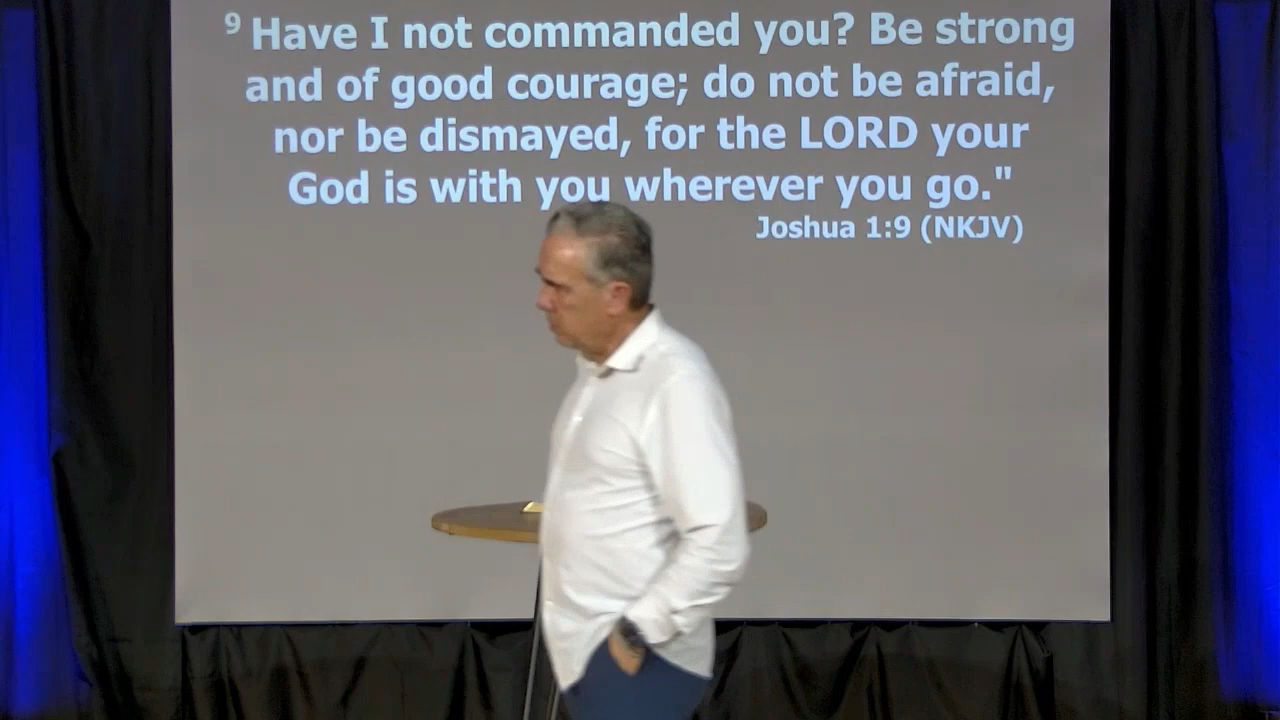 9 Have I not commanded you? Be strong
and of good courage; do not be afraid,
nor be dismayed, for the LORD your
God is with you wherever you go."
Joshua 1:9 (NKJV)